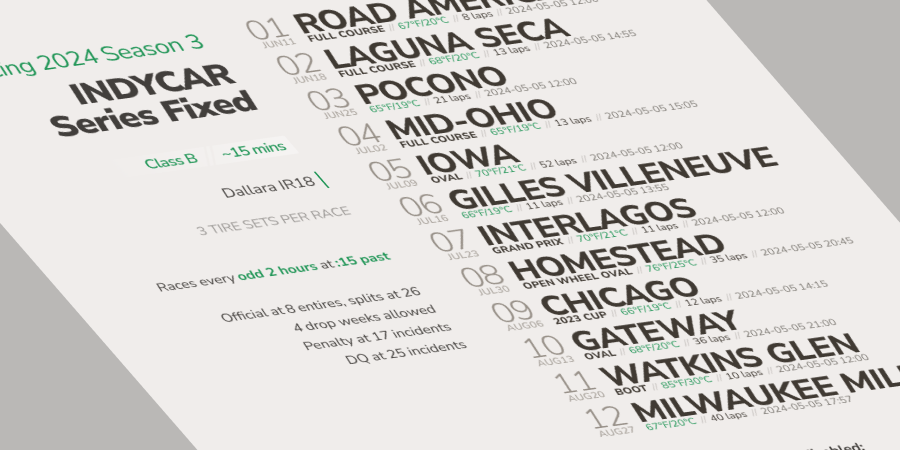 ing 2024 Season 3
INDYCAR
Series Fixed
Class B ~15 mins
Dallara IR18
3 TIRE SETS PER RACE
Races every odd 2 hours at :15 past
Official at 8 entires, splits at 26
4 drop weeks allowed
Penalty at 17 incidents
DQ at 25 incidents
01 ROAD AMERIC
JUN11 FULL COURSE // 67°F/20°C // 8 laps // 2024-05-05 12:00
02 LAGUNA SECA
JUN18 FULL COURSE // 68°F/20°C // 13 laps // 2024-05-05 14:55
03 POCONO
JUN25 65°F/19°C // 21 laps // 2024-05-05 12:00
04 MID-OHIO
JUL02 FULL COURSE // 65°F/19°C // 13 laps // 2024-05-05 15:05
05 IOWA
JUL09 OVAL // 70°F/21°C // 52 laps // 2024-05-05 12:00
06 GILLES VILLENEUVE
JUL16 66°F/19°C // 11 laps // 2024-05-05 13:55
07 INTERLAGOS
JUL23 GRAND PRIX // 70°F/21°C // 11 laps // 2024-05-05 12:00
08 HOMESTEAD
JUL30 OPEN WHEEL OVAL // 76°F/25°C // 35 laps // 2024-05-05 20:45
09 CHICAGO
AUG06 2023 CUP // 66°F/19°C // 12 laps // 2024-05-05 14:15
10 GATEWAY
AUG13 OVAL // 68°F/20°C // 36 laps // 2024-05-05 21:00
11 WATKINS GLEN
AUG20 BOOT // 85°F/30°C // 10 laps // 2024-05-05 12:00
12 MILWAUKEE MIL
AUG27 67°F/20°C // 40 laps // 2024-05-05 17:57